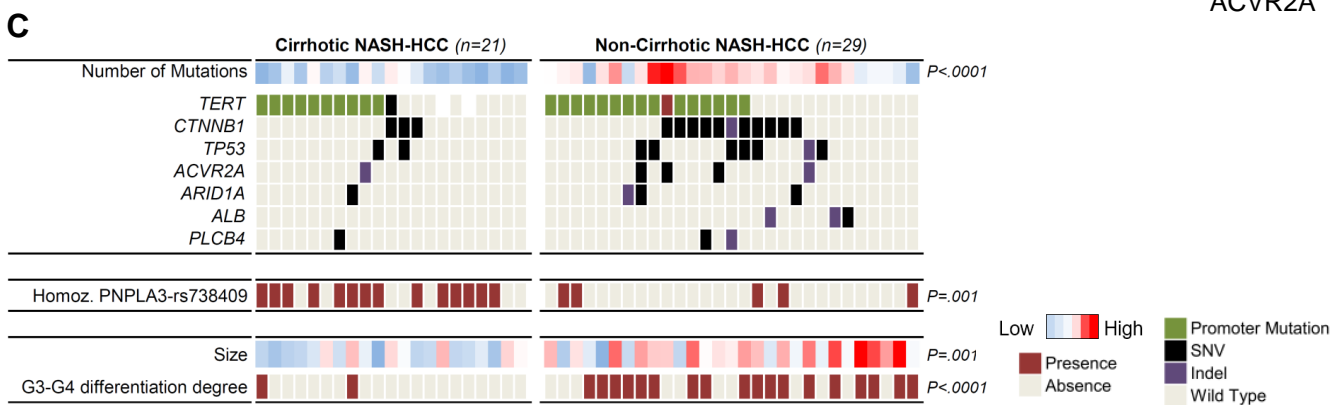 ACVR2A
C
Cirrhotic NASH-HCC (n=21) Non-Cirrhotic NASH-HCC (n=29)
Number of Mutations P<.0001
TERT
CTNNB1
TP53
ACVR2A
ARID1A
ALB
PLCB4
Homoz. PNPLA3-rs738409 P=.001
Low High
Promoter Mutation
SNV
Indel
Wild Type
Presence
Absence
Size P=.001
G3-G4 differentiation degree P<.0001